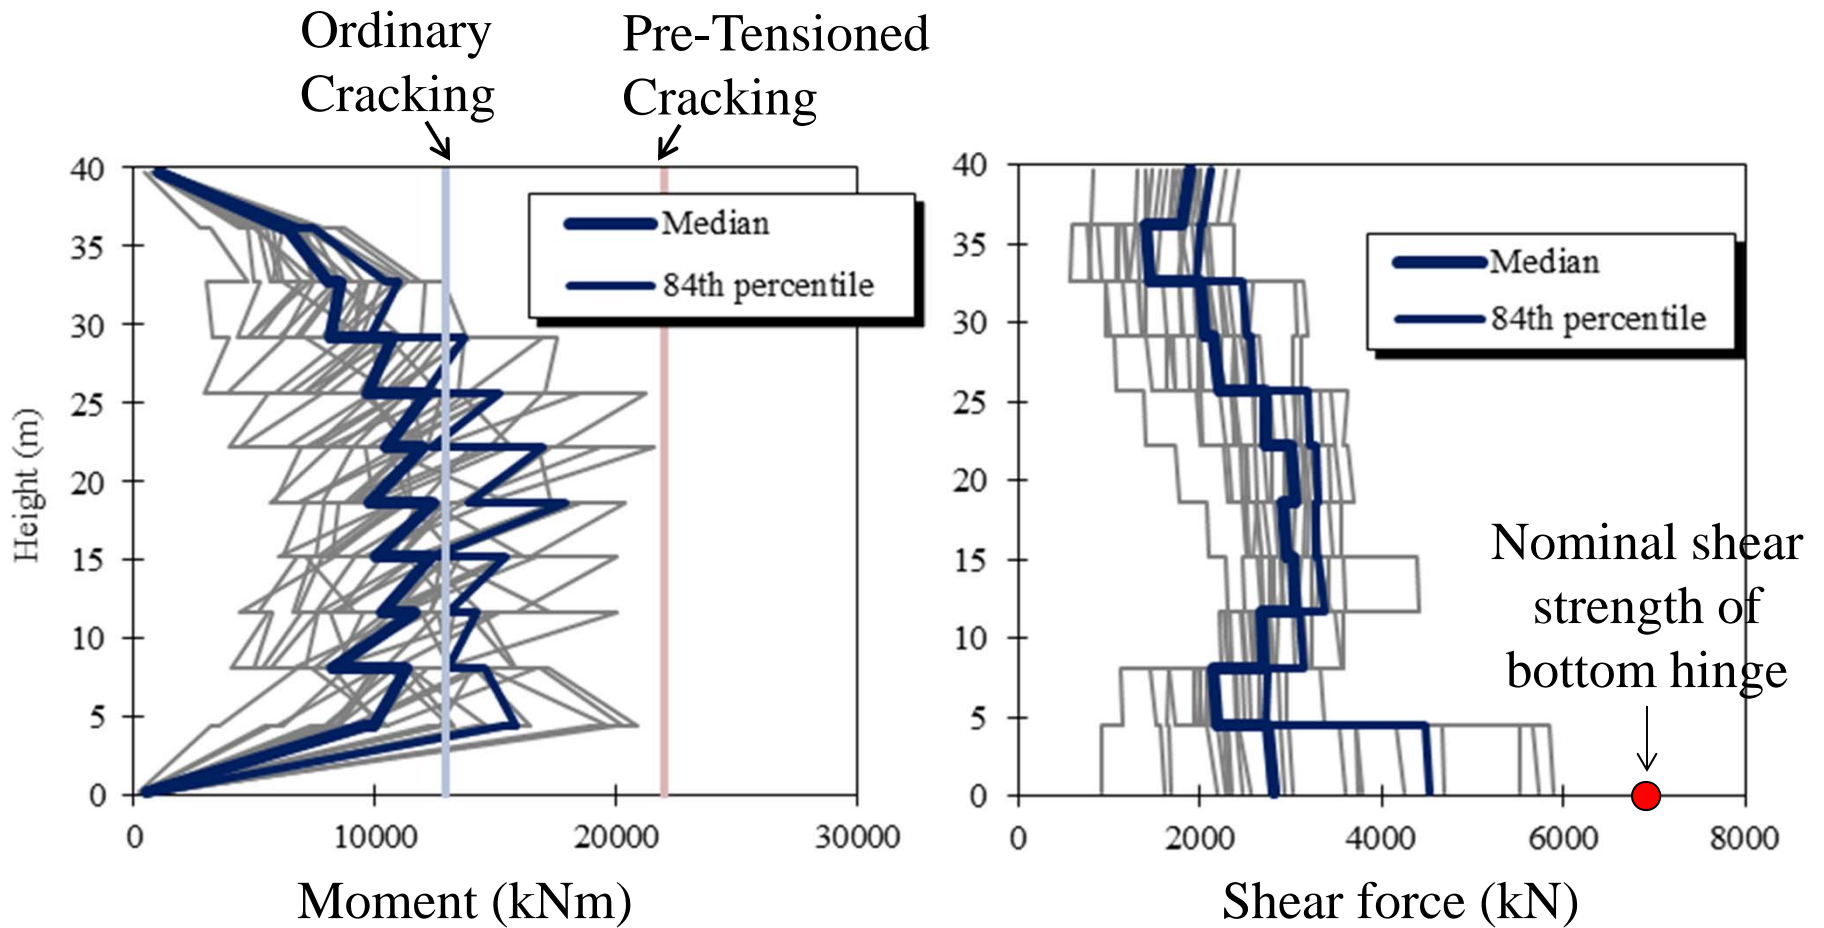 Ordinary
Cracking
Pre-Tensioned
Cracking
Height (m)
40
35
30
25
20
15
10
5
0
0
10000
20000
30000
Median
84th percentile
Moment (kNm)
40
35
30
25
20
15
10
5
0
0
2000
4000
6000
8000
Median
84th percentile
Nominal shear
strength of
bottom hinge
Shear force (kN)